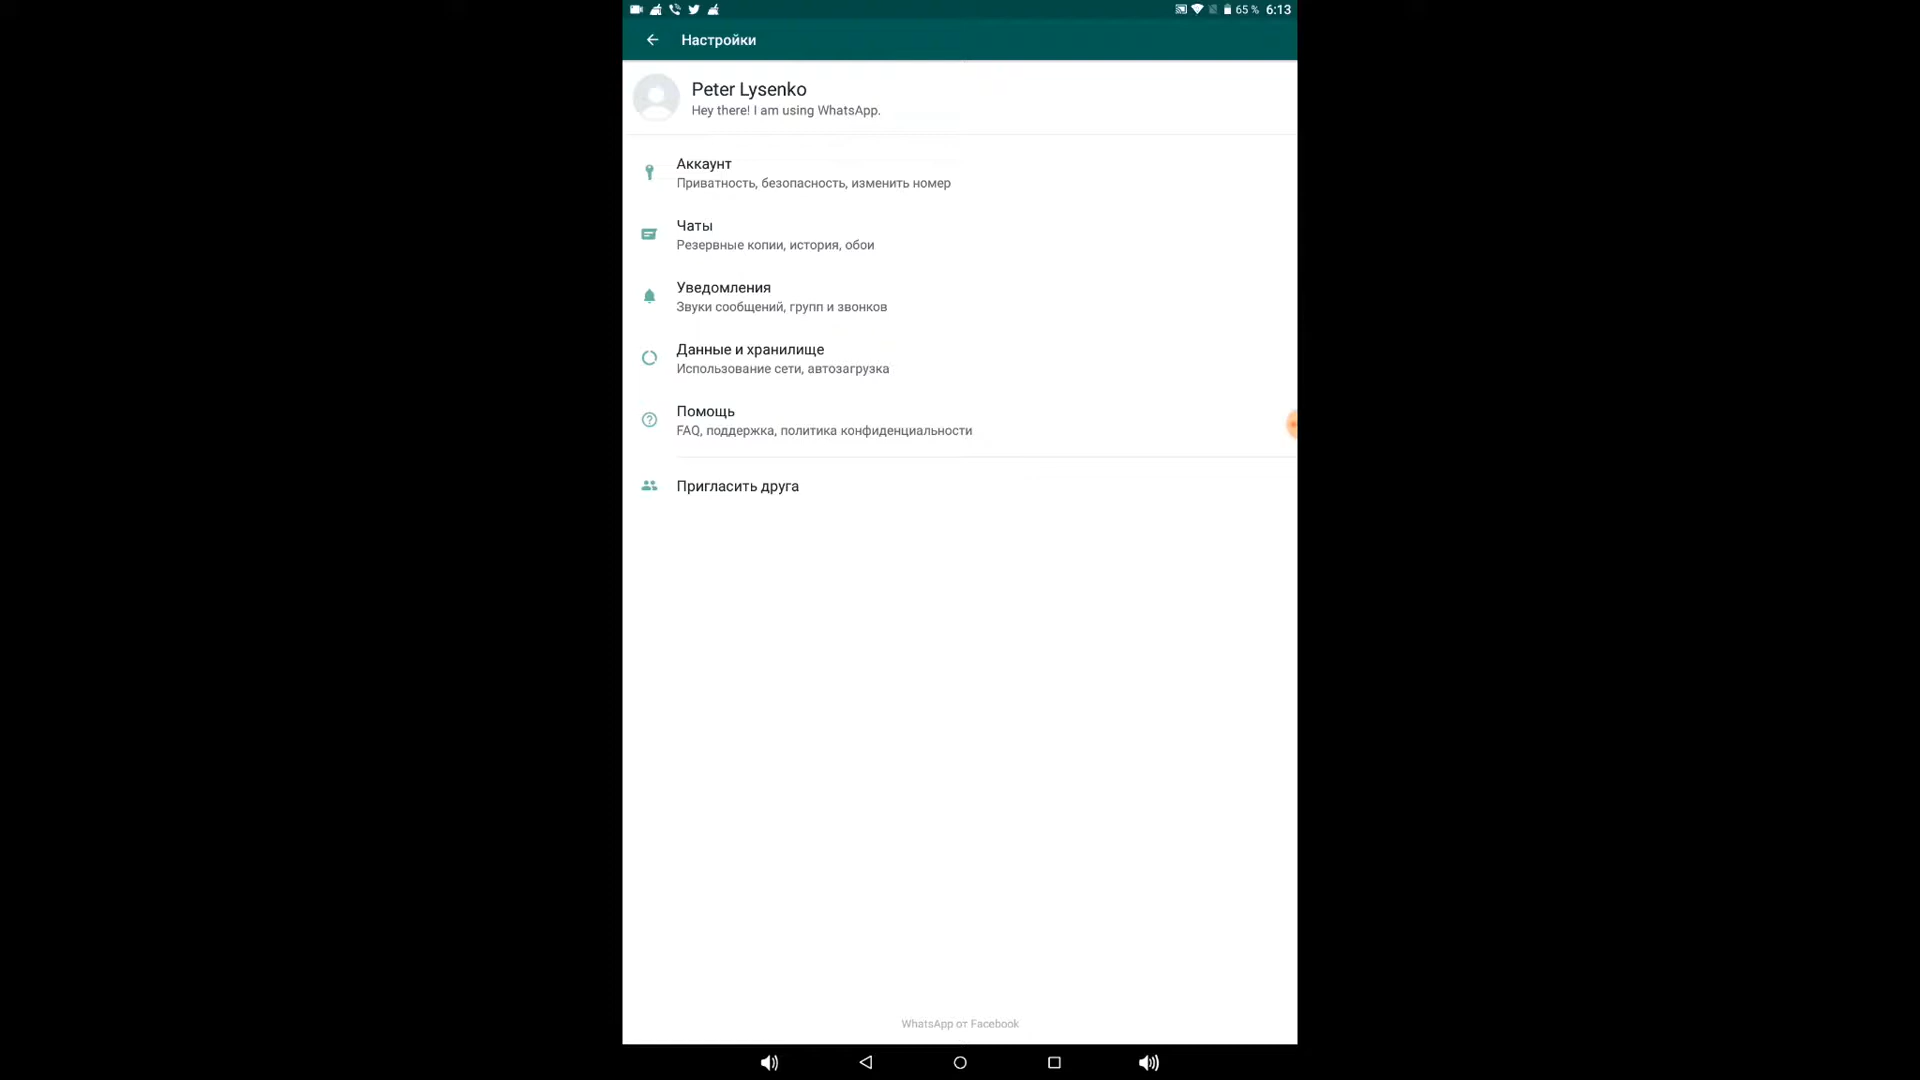 65 % 6:13
Настройки
Peter Lysenko
Hey there! I am using WhatsApp.
Аккаунт
Приватность, безопасность, изменить номер
Чаты
Резервные копии, история, обои
Уведомления
Звуки сообщений, групп и звонков
Данные и хранилище
Использование сети, автозагрузка
Помощь
FAQ, поддержка, политика конфиденциальности
Пригласить друга
WhatsApp от Facebook